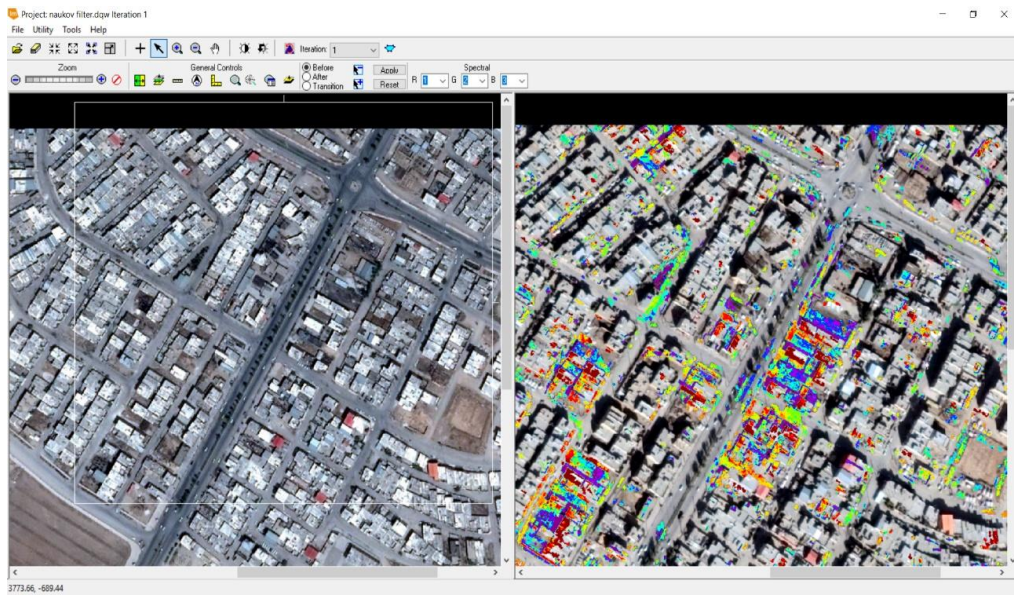 Project: naukov filter.dqw Iteration 1
File Utility Tools Help
Iteration: 1
Zoom
General Controls
Before
After
Transition
Apply
Reset
Spectral
R 1 G 2 B 3
3773.66, -689.44